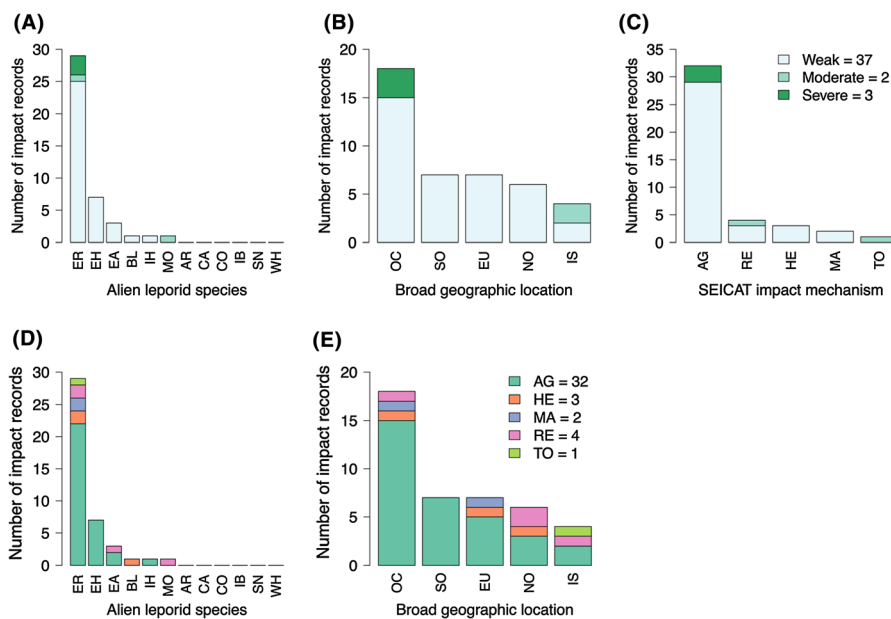 (A)
30
25
20
15
10
5
0
Number of impact records
ER
EH
EA
BL
IH
MO
AR
CA
CO
IB
SN
WH
Alien leporid species
(B)
20
15
10
5
0
Number of impact records
OC
SO
EU
NO
IS
Broad geographic location
(C)
35
30
25
20
15
10
5
0
Number of impact records
Weak = 37
Moderate = 2
Severe = 3
AG
RE
HE
MA
TO
SEICAT impact mechanism
(D)
30
25
20
15
10
5
0
Number of impact records
ER
EH
EA
BL
IH
MO
AR
CA
CO
IB
SN
WH
Alien leporid species
(E)
20
15
10
5
0
Number of impact records
AG = 32
HE = 3
MA = 2
RE = 4
TO = 1
OC
SO
EU
NO
IS
Broad geographic location